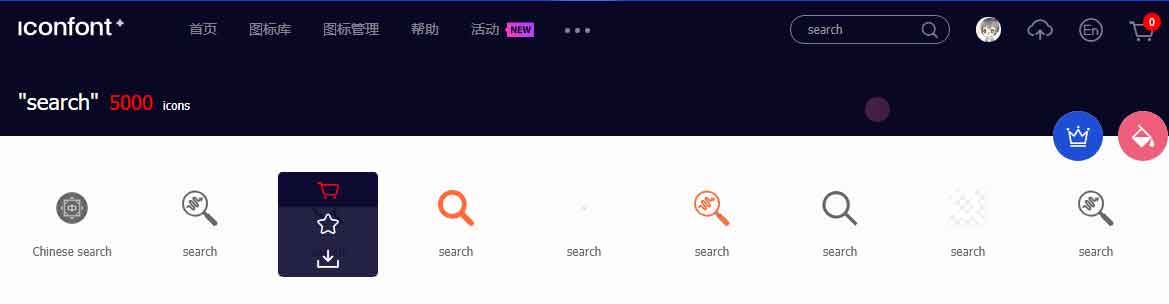 iconfont+
首页 图标库 图标管理 帮助 活动 NEW search En 0
"search" 5000 icons
Chinese search search search search search search search search